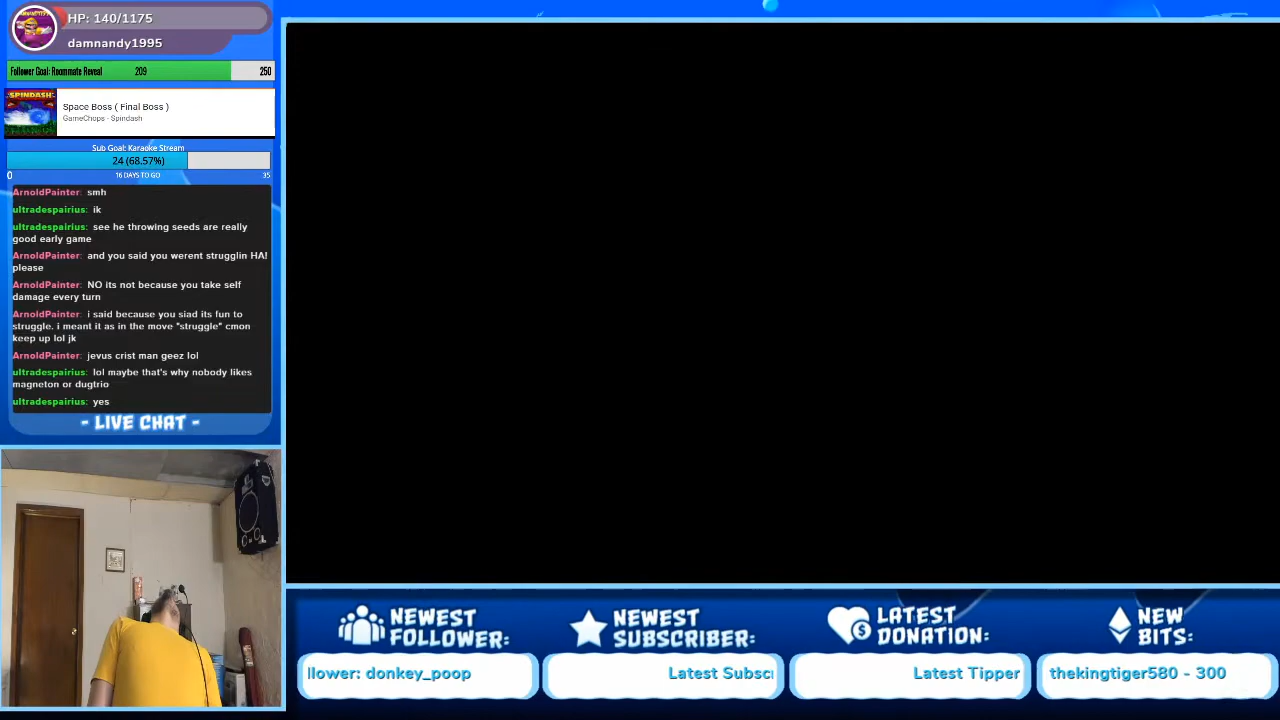 HP: 140/1175
damnandy1995
Follower Goal: Roommate Reveal 209 250
SPINDASH
Space Boss ( Final Boss )
GameChops - Spindash
Sub Goal: Karaoke Stream
24 (68.57%)
0 16 DAYS TO GO 35
ArnoldPainter: smh
ultradespairius: ik
ultradespairius: see he throwing seeds are really
good early game
ArnoldPainter: and you said you werent strugglin HA!
please
ArnoldPainter: NO its not because you take self
damage every turn
ArnoldPainter: i said because you siad its fun to
struggle. i meant it as in the move "struggle" cmon
keep up lol jk
ArnoldPainter: jevus crist man geez lol
ultradespairius: lol maybe that's why nobody likes
magneton or dugtrio
ultradespairius: yes
- LIVE CHAT -
NEWEST
FOLLOWER:
llower: donkey_poop
NEWEST
SUBSCRIBER:
Latest Subsc
LATEST
DONATION:
Latest Tipper
NEW
BITS:
thekingtiger580 - 300